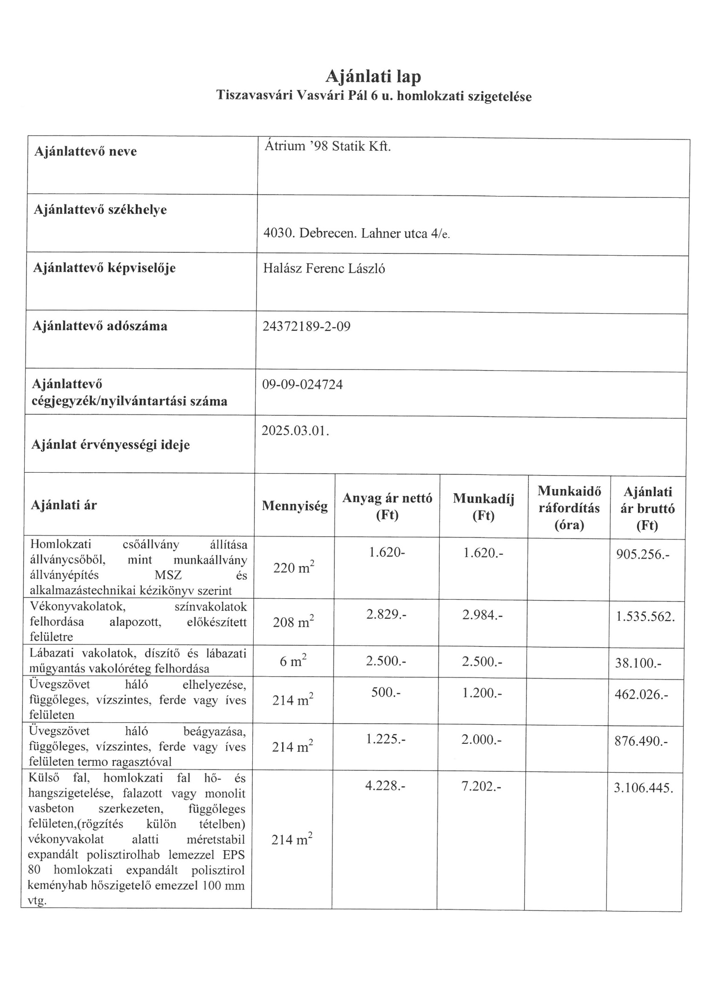 Ajánlati lap
Tiszavasvári Vasvári Pál 6 u. homlokzati szigetelése
Ajánlattevő neve
Átrium ’98 Statik Kft.
Ajánlattevő székhelye
4030. Debrecen. Lahner utca 4/e.
Ajánlattevő képviselője
Halász Ferenc László
Ajánlattevő adószáma
24372189-2-09
Ajánlattevő
cégjegyzék/nyilvántartási száma
09-09-024724
Ajánlat érvényességi ideje
2025.03.01.
Ajánlati ár
Mennyiség
Anyag ár nettó
(Ft)
Munkadíj
(Ft)
Munkaidő
ráfordítás
(óra)
Ajánlati
ár bruttó
(Ft)
Homlokzati csőállvány állítása
állványcsőből, mint munkaállvány
állványépítés MSZ és
alkalmazástechnikai kézikönyv szerint
220 m²
1.620-
1.620.-
905.256.-
Vékonyvakolatok, színvakolatok
felhordása alapozott, előkészített
felületre
208 m²
2.829.-
2.984.-
1.535.562.
Lábazati vakolatok, díszítő és lábazati
műgyantás vakolóréteg felhordása
6 m²
2.500.-
2.500.-
38.100.-
Üvegszövet háló elhelyezése,
függőleges, vízszintes, ferde vagy íves
felületen
214 m²
500.-
1.200.-
462.026.-
Üvegszövet háló beágyazása,
függőleges, vízszintes, ferde vagy íves
felületen termo ragasztóval
214 m²
1.225.-
2.000.-
876.490.-
Külső fal, homlokzati fal hő- és
hangszigetelése, falazott vagy monolit
vasbeton szerkezeten, függőleges
felületen,(rögzítés külön tételben)
vékonyvakolat alatti méretstabil
expandált polisztirolhab lemezzel EPS
80 homlokzati expandált polisztirol
keményhab hőszigetelő emezzel 100 mm
vtg.
214 m²
4.228.-
7.202.-
3.106.445.